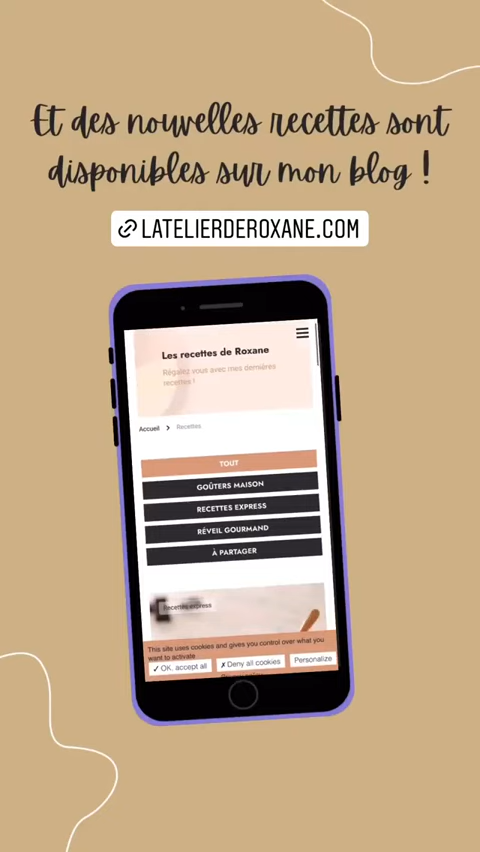 Et des nouvelles recettes sont
disponibles sur mon blog !
LATELIERDEROXANE.COM
Les recettes de Roxane
Régalez vous avec mes dernières
recettes !
Accueil > Recettes
TOUT
GOÛTERS MAISON
RECETTES EXPRESS
RÉVEIL GOURMAND
À PARTAGER
Recettes express
This site uses cookies and gives you control over what you
want to activate
✓ OK, accept all ✗ Deny all cookies Personalize